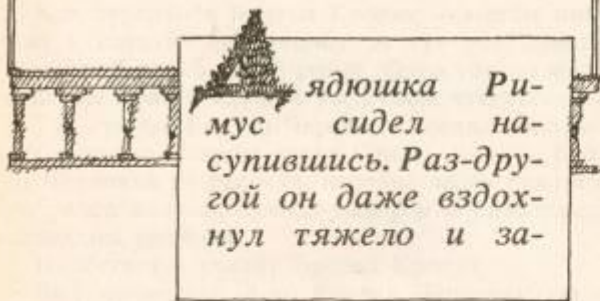 Дядюшка Ри-
мус сидел на-
супившись. Раз-дру-
гой он даже вздох-
нул тяжело и за-